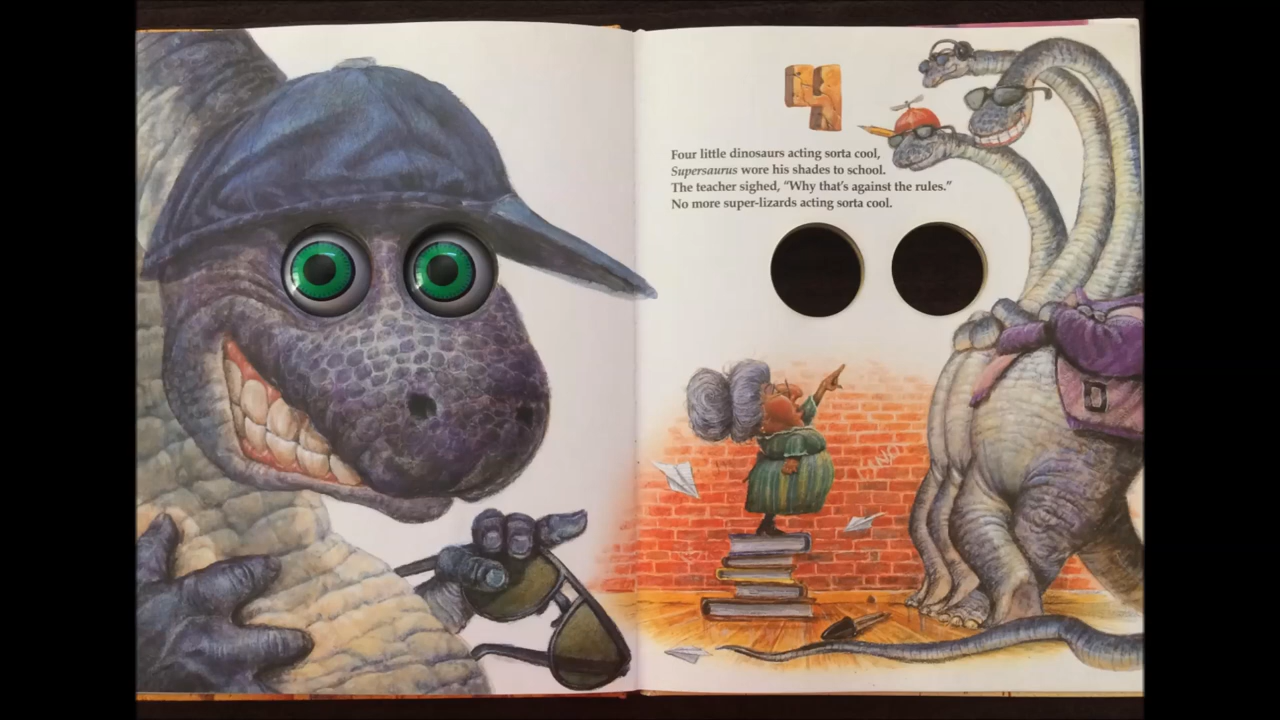 4
Four little dinosaurs acting sorta cool,
Supersaurus wore his shades to school.
The teacher sighed, “Why that’s against the rules.”
No more super-lizards acting sorta cool.
D